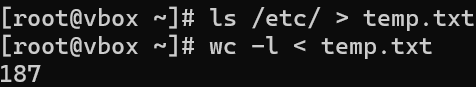 [root@vbox ~]# ls /etc/ > temp.txt
[root@vbox ~]# wc -l < temp.txt
187